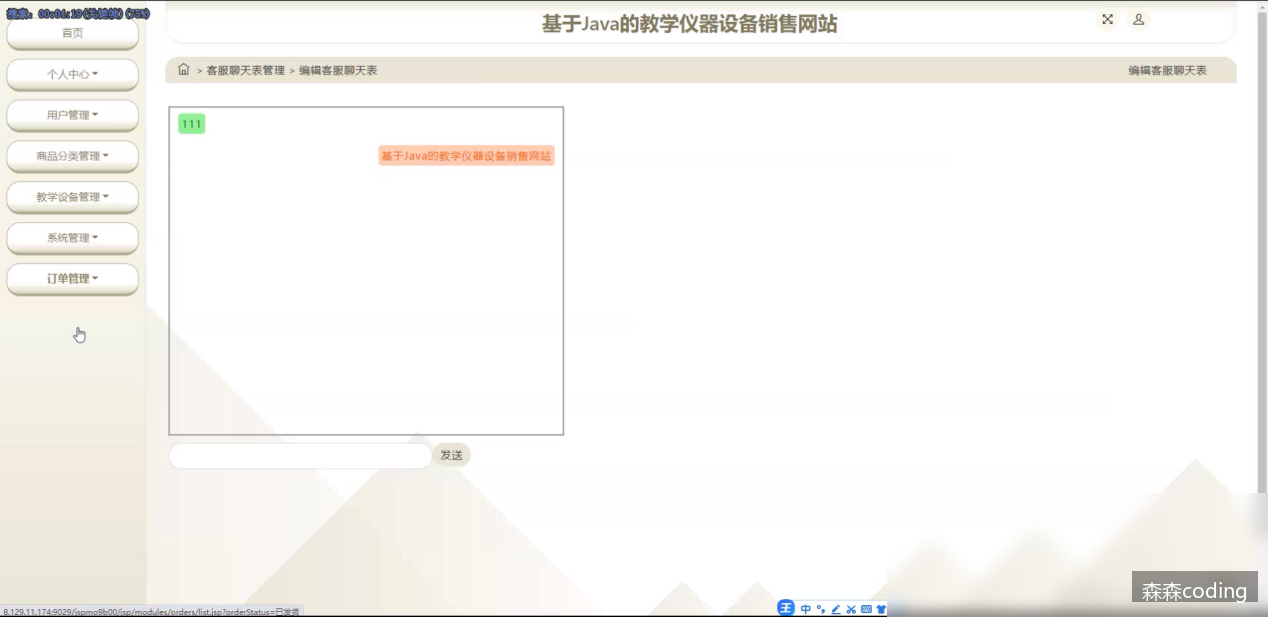 搜索: 00:01:19(关键帧) (75%)
首页
个人中心
用户管理
商品分类管理
教学设备管理
系统管理
订单管理
基于Java的教学仪器设备销售网站
> 客服聊天表管理 > 编辑客服聊天表
编辑客服聊天表
111
基于Java的教学仪器设备销售网站
发送
8.129.11.174:9029/jspmo9b00/jsp/modules/orders/list.jsp?orderStatus=已发货
王 中
森森coding